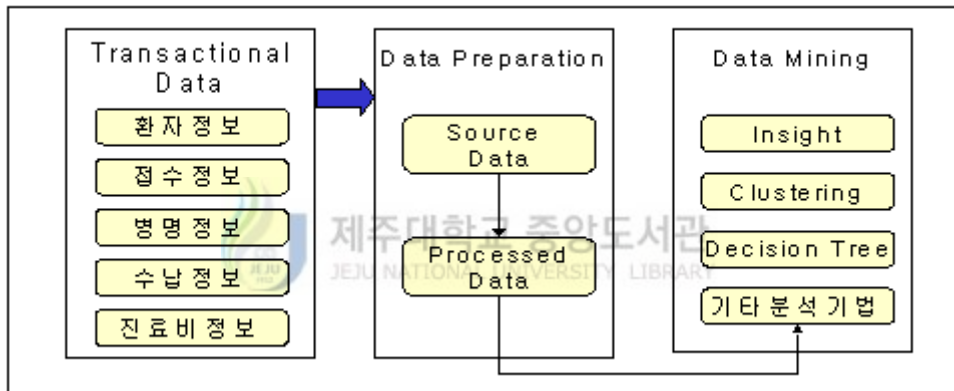 Transactional
Data
환자정보
접수정보
병명정보
수납정보
진료비정보
Data Preparation
Source
Data
Processed
Data
Data Mining
Insight
Clustering
Decision Tree
기타분석기법
제주대학교 중앙도서관
JEJU NATIONAL UNIVERSITY LIBRARY
JEJU